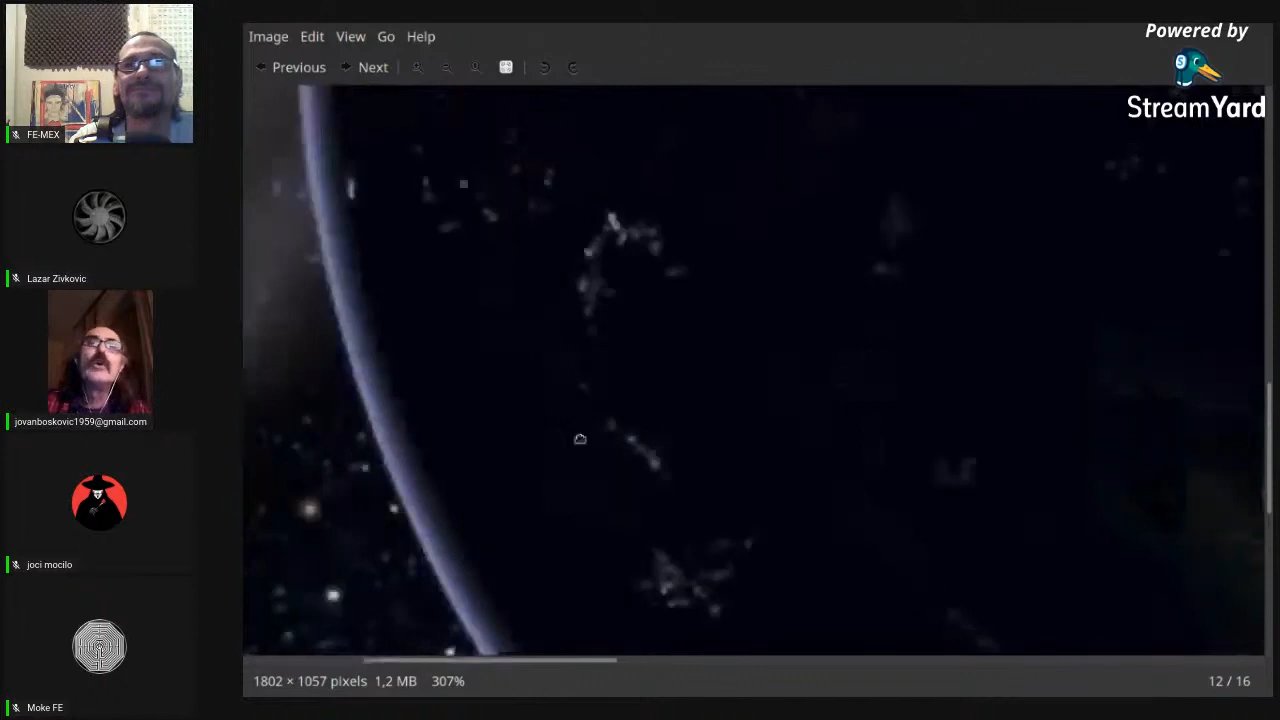 Image Edit View Go Help
Previous Next
Powered by
StreamYard
FE-MEX
Lazar Zivkovic
jovanboskovic1959@gmail.com
joci mocilo
Moke FE
1802 × 1057 pixels 1,2 MB 307%
12 / 16